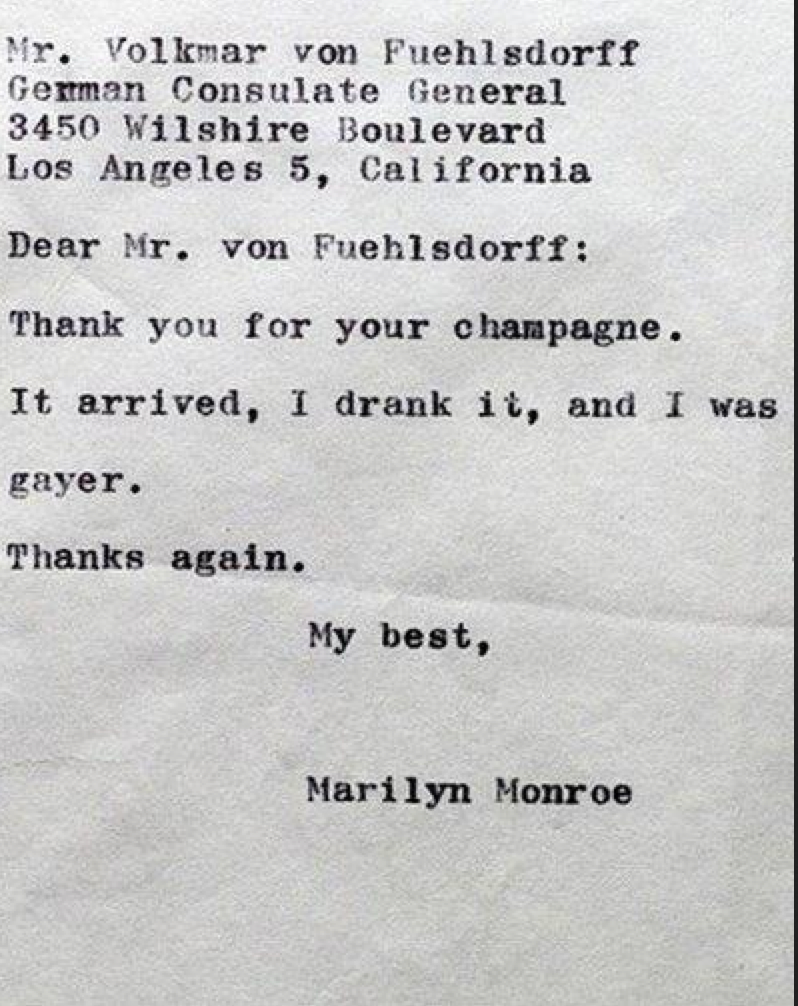 Mr. Volkmar von Fuehlsdorff
German Consulate General
3450 Wilshire Boulevard
Los Angeles 5, California
Dear Mr. von Fuehlsdorff:
Thank you for your champagne.
It arrived, I drank it, and I was
gayer.
Thanks again.
My best,
Marilyn Monroe